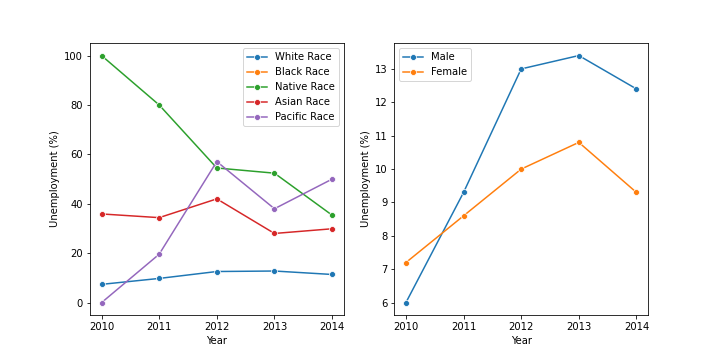 100
80
60
40
20
0
Unemployment (%)
2010 2011 2012 2013 2014
Year
White Race
Black Race
Native Race
Asian Race
Pacific Race
13
12
11
10
9
8
7
6
Unemployment (%)
2010 2011 2012 2013 2014
Year
Male
Female